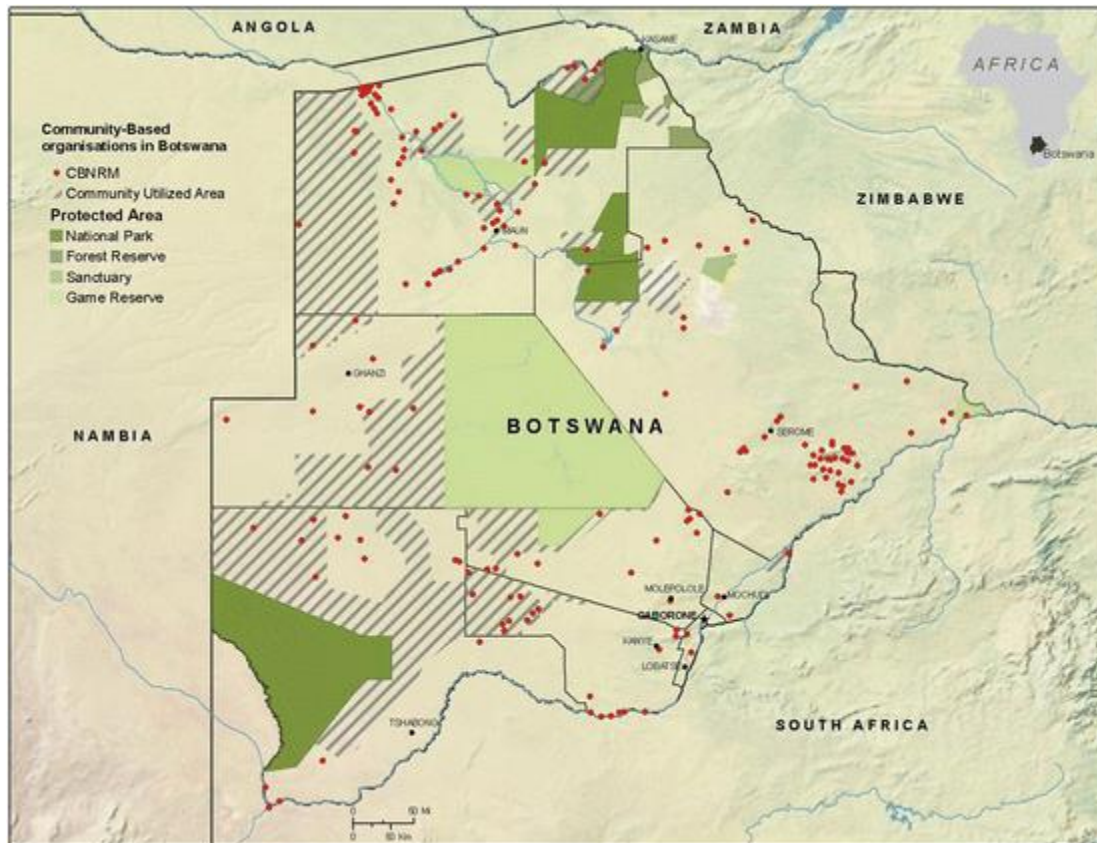 ANGOLA
ZAMBIA
KASANE
AFRICA
Botswana
Community-Based
organisations in Botswana
CBNRM
Community Utilized Area
Protected Area
National Park
Forest Reserve
Sanctuary
Game Reserve
ZIMBABWE
MAUN
GHANZI
NAMBIA
BOTSWANA
SEROWE
MOLEPOLOLE
MOCHUDI
GABORONE
KANYE
LOBATSE
TSHABONG
SOUTH AFRICA
0 50 Mi
0 50 Km